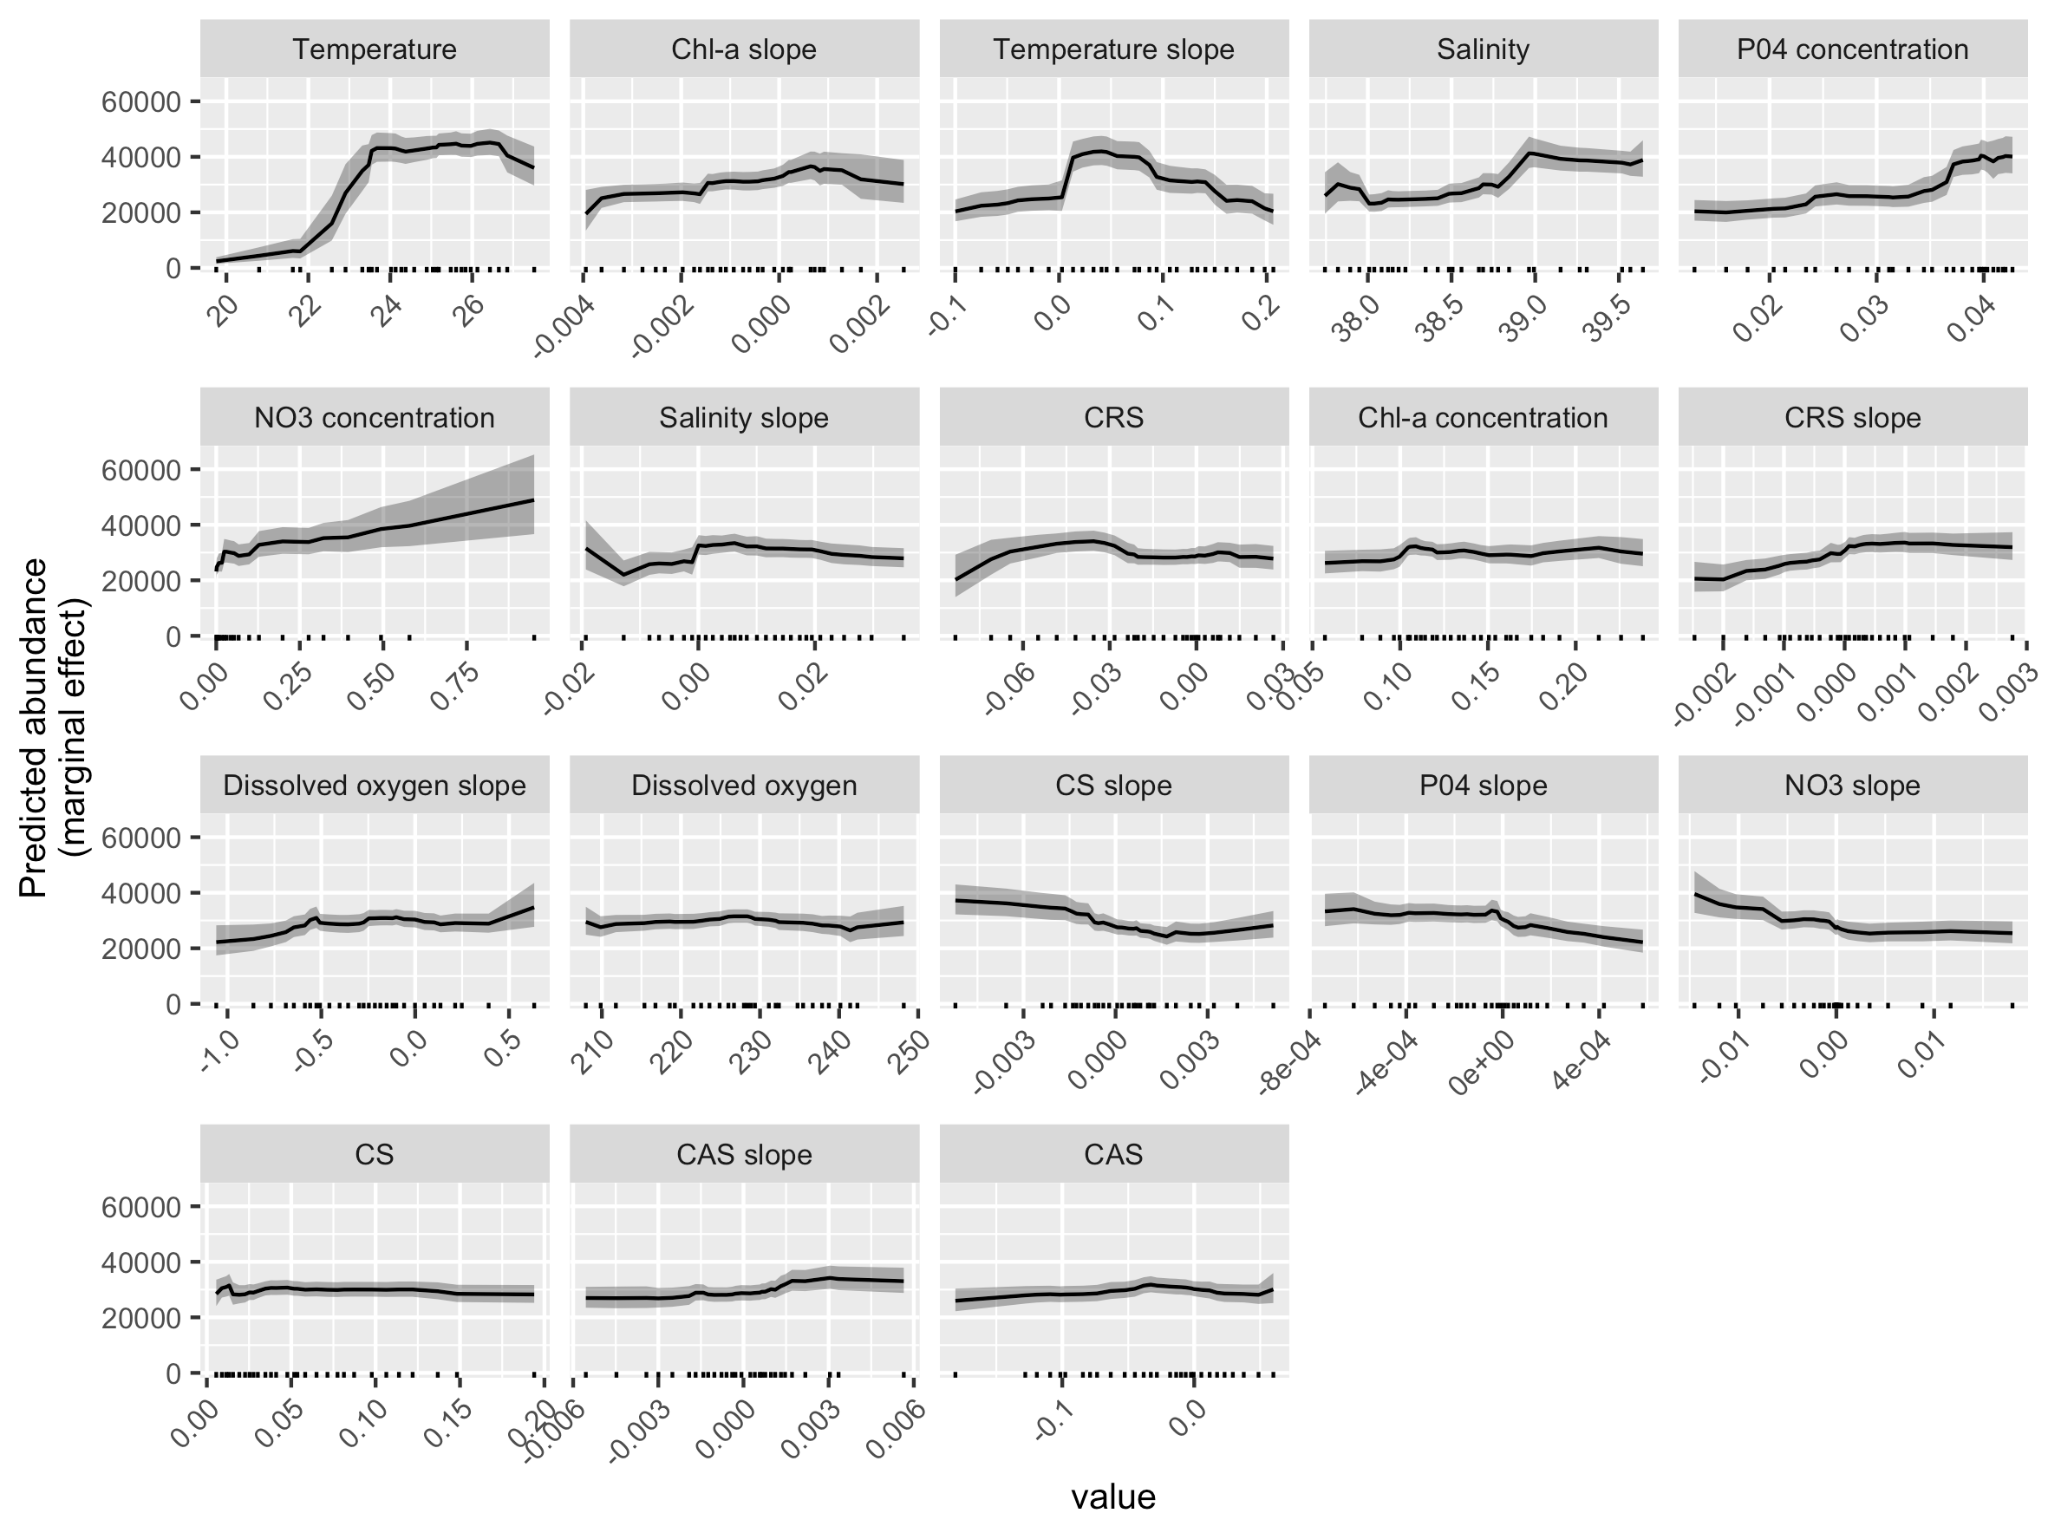 Temperature Chl-a slope Temperature slope Salinity P04 concentration
60000
40000
20000
0
20 22 24 26 -0.004 -0.002 0.000 0.002 -0.1 0.0 0.1 0.2 38.0 38.5 39.0 39.5 0.02 0.03 0.04
NO3 concentration Salinity slope CRS Chl-a concentration CRS slope
60000
40000
20000
0
0.00 0.25 0.50 0.75 -0.02 0.00 0.02 -0.06 -0.03 0.00 0.03 0.05 0.10 0.15 0.20 -0.002 -0.001 0.000 0.001 0.002 0.003
Predicted abundance
(marginal effect)
Dissolved oxygen slope Dissolved oxygen CS slope P04 slope NO3 slope
60000
40000
20000
0
-1.0 -0.5 0.0 0.5 210 220 230 240 250 -0.003 0.000 0.003 -8e-04 -4e-04 0e+00 4e-04 -0.01 0.00 0.01
CS CAS slope CAS
60000
40000
20000
0
0.00 0.05 0.10 0.15 0.20 -0.006 -0.003 0.000 0.003 0.006 -0.1 0.0
value